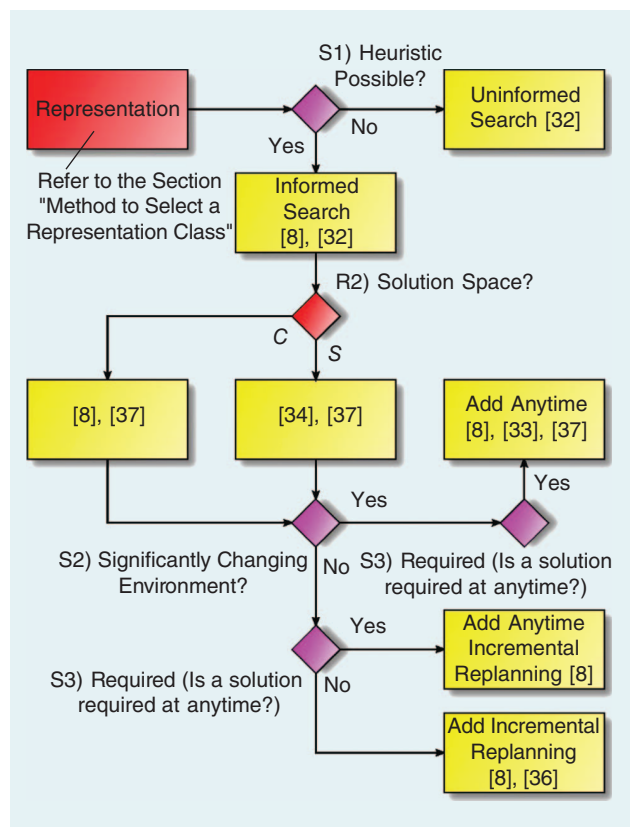 S1) Heuristic
Possible?
Representation
Uninformed
Search [32]
No
Yes
Refer to the Section
"Method to Select a
Representation Class"
Informed
Search
[8], [32]
R2) Solution Space?
C
S
[8], [37]
[34], [37]
Add Anytime
[8], [33], [37]
Yes
Yes
S2) Significantly Changing
Environment?
No
S3) Required (Is a solution
required at anytime?)
Yes
Add Anytime
Incremental
Replanning [8]
S3) Required (Is a solution
required at anytime?)
No
Add Incremental
Replanning
[8], [36]